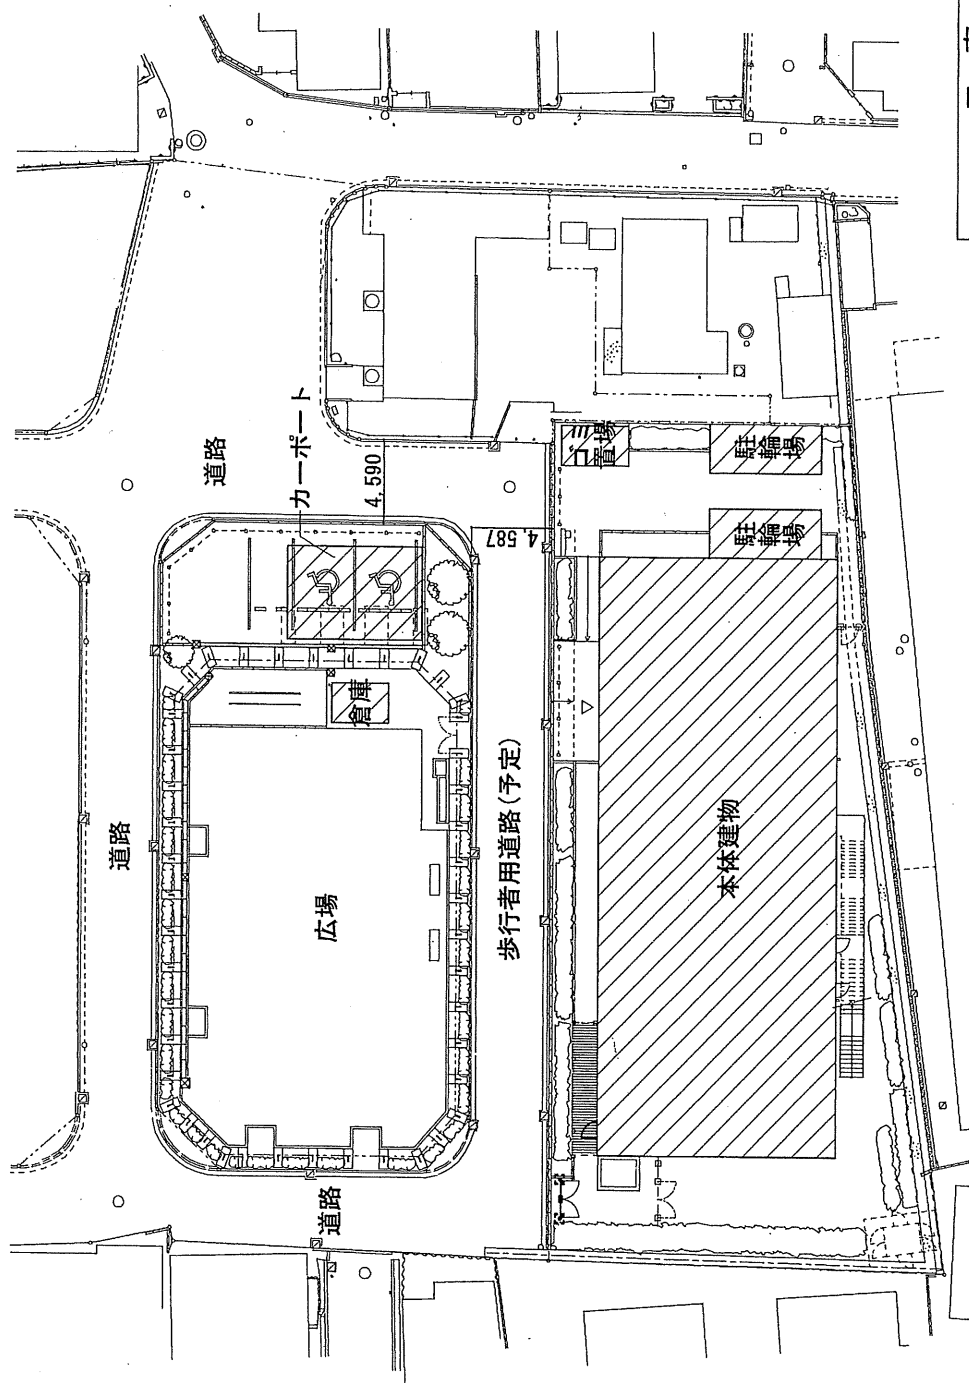 道路
カーポート
4,590
4,587
ゴミ
置場
駐輪場
駐輪場
倉庫
道路
広場
歩行者用道路(予定)
本体建物
道路